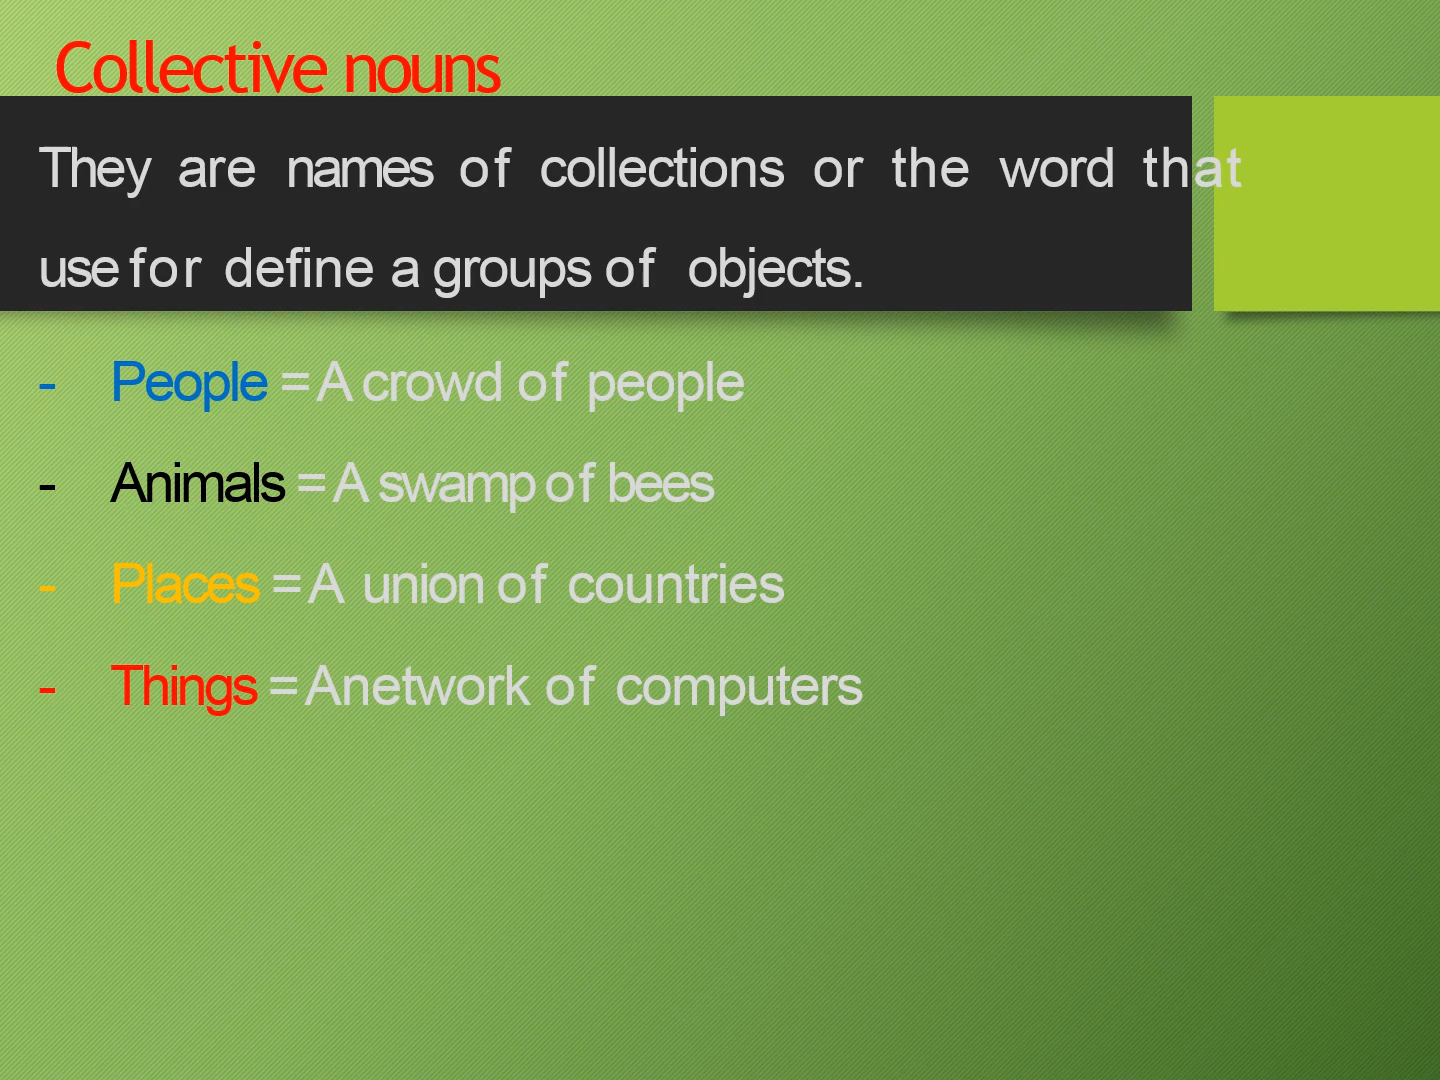 Collective nouns
They are names of collections or the word that
use for define a groups of objects.
- People = A crowd of people
- Animals = A swamp of bees
- Places = A union of countries
- Things = Anetwork of computers